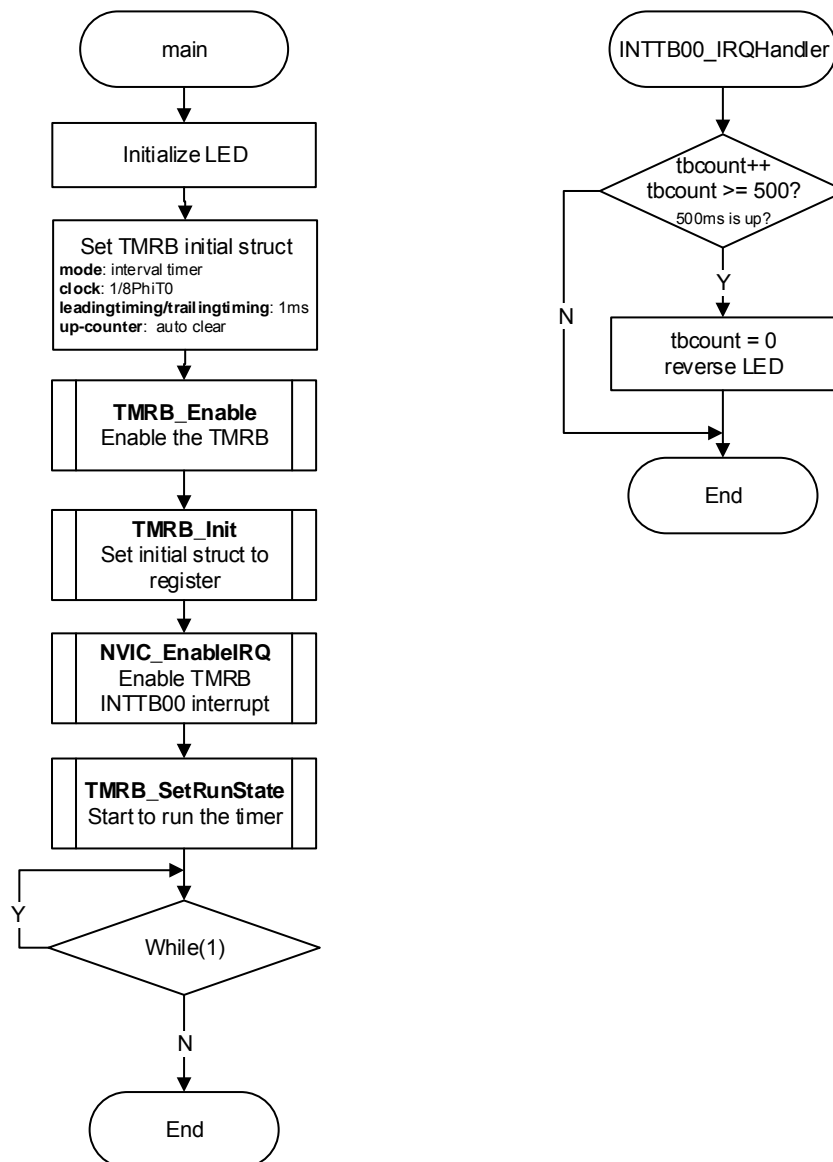 main
Initialize LED
Set TMRB initial struct
mode: interval timer
clock: 1/8PhiT0
leadingtiming/trailingtiming: 1ms
up-counter: auto clear
TMRB_Enable
Enable the TMRB
TMRB_Init
Set initial struct to
register
NVIC_EnableIRQ
Enable TMRB
INTTB00 interrupt
TMRB_SetRunState
Start to run the timer
Y
While(1)
N
End
INTTB00_IRQHandler
tbcount++
tbcount >= 500?
500ms is up?
Y
N
tbcount = 0
reverse LED
End